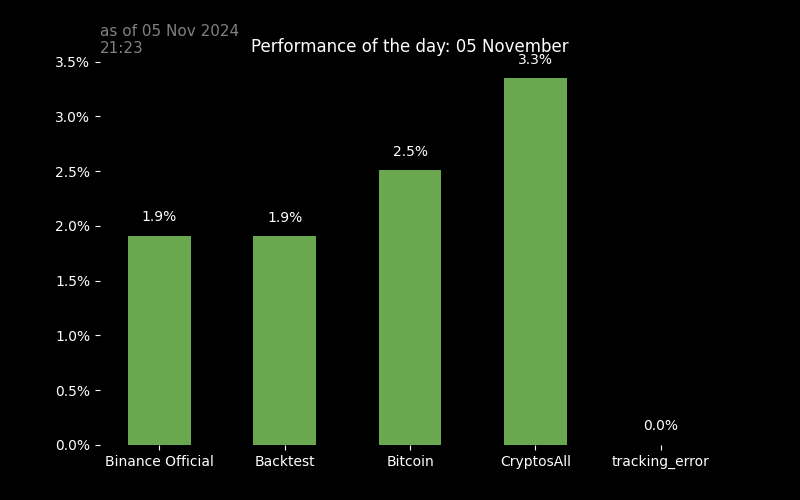 as of 05 Nov 2024
21:23
Performance of the day: 05 November
3.5%
3.0%
2.5%
2.0%
1.5%
1.0%
0.5%
0.0%
1.9%
1.9%
2.5%
3.3%
0.0%
Binance Official
Backtest
Bitcoin
CryptosAll
tracking_error